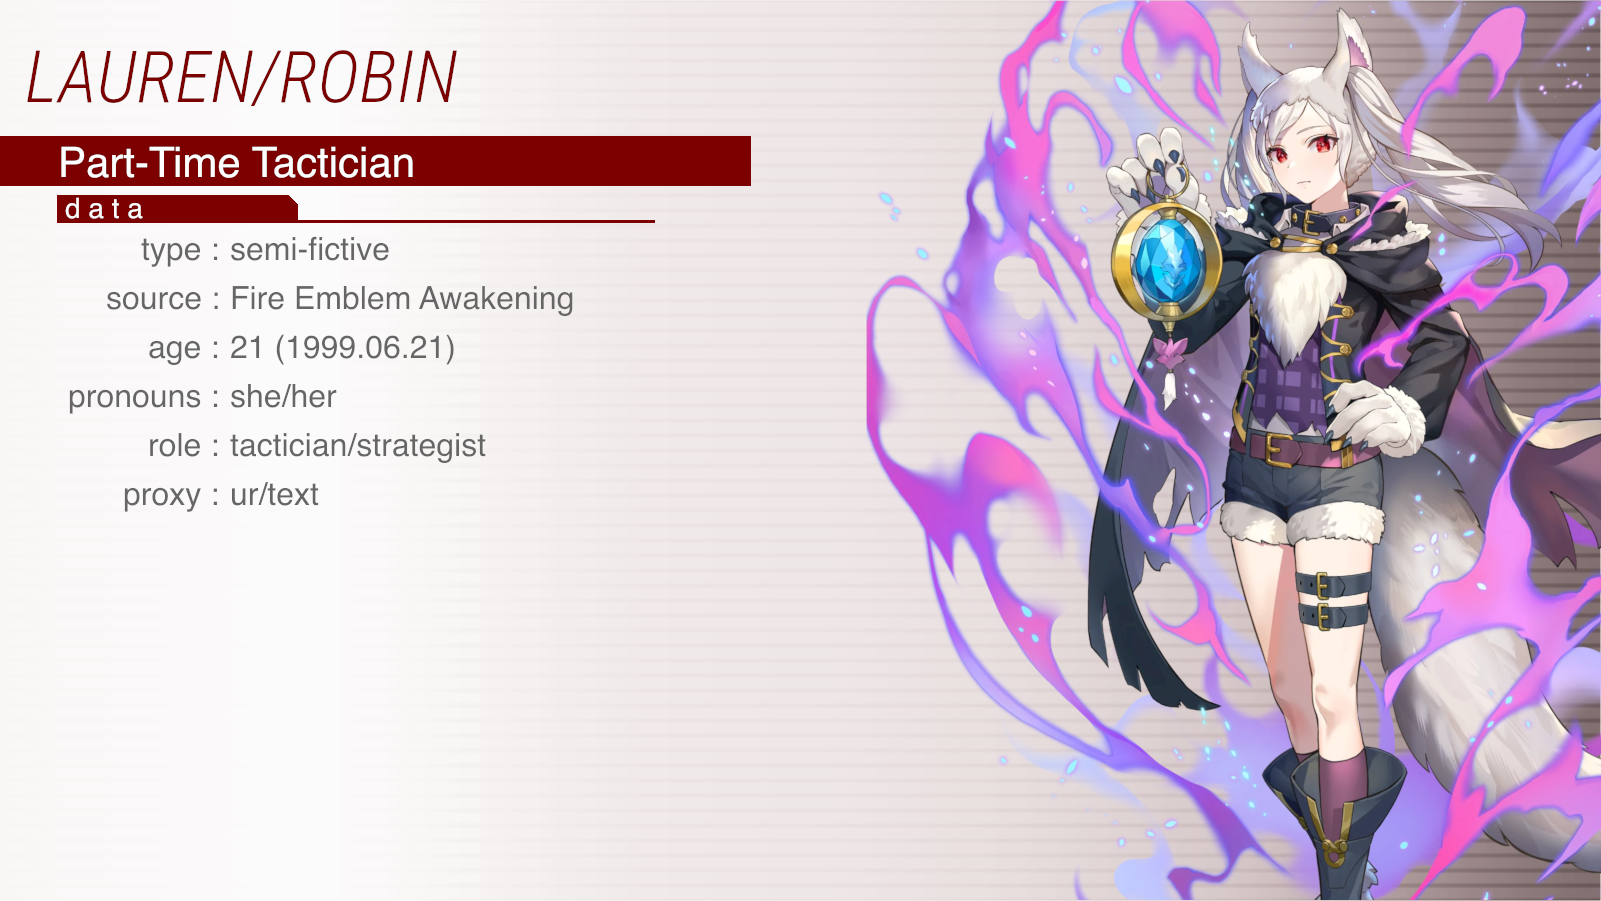 LAUREN/ROBIN
Part-Time Tactician
data
type : semi-fictive
source : Fire Emblem Awakening
age : 21 (1999.06.21)
pronouns : she/her
role : tactician/strategist
proxy : ur/text